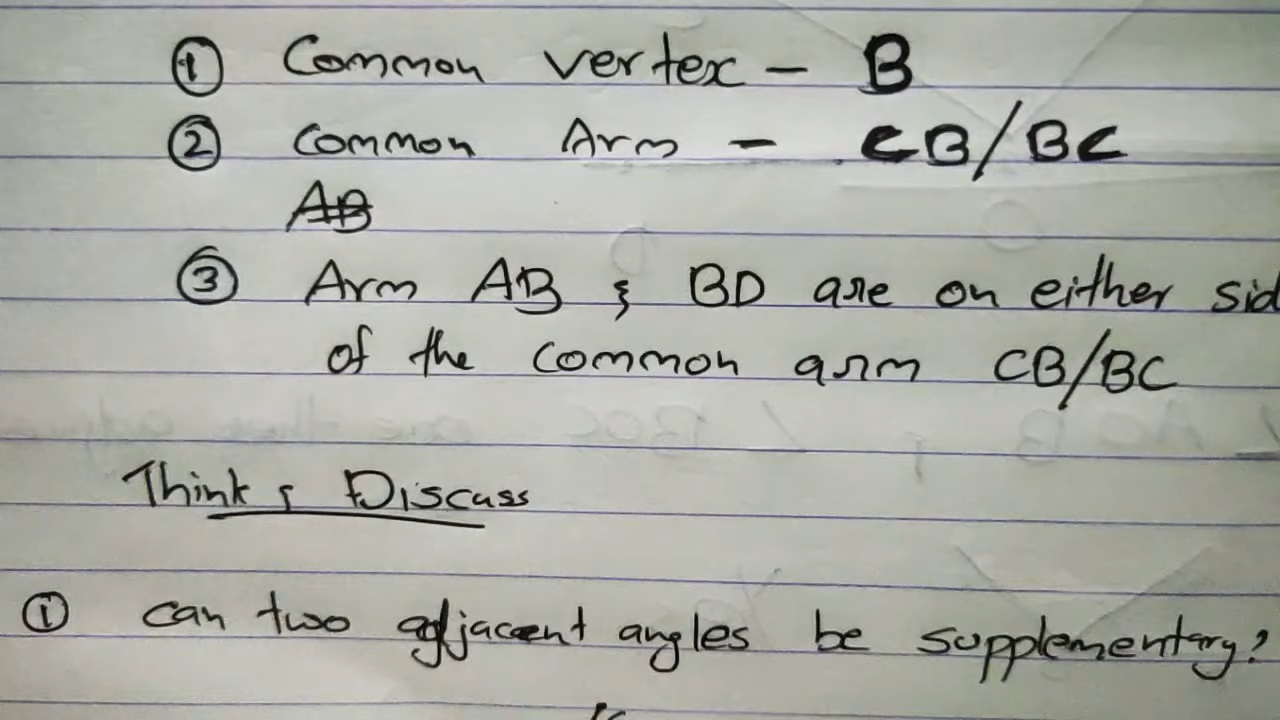 ① Common vertex - B
② Common Arm - CB/BC
AB
③ Arm AB & BD are on either sid
of the common arm CB/BC
Think & Discuss
① can two adjacent angles be supplementary?